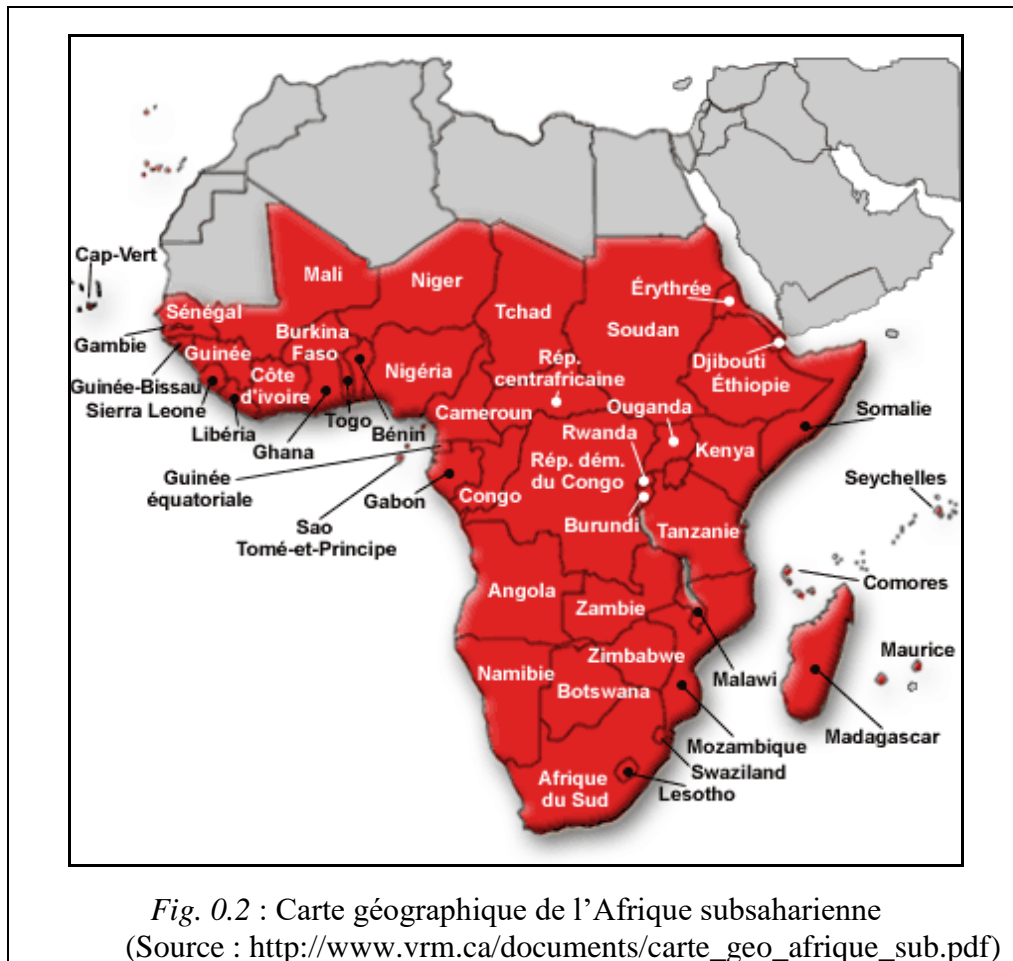 Cap-Vert
Mali
Niger
Érythrée
Sénégal
Tchad
Soudan
Gambie
Burkina
Faso
Guinée
Nigéria
Rép.
centrafricaine
Djibouti
Éthiopie
Guinée-Bissau
Côte
d'ivoire
Sierra Leone
Togo
Cameroun
Ouganda
Somalie
Libéria
Bénin
Ghana
Rwanda
Kenya
Rép. dém.
du Congo
Guinée
équatoriale
Gabon
Congo
Seychelles
Burundi
Tanzanie
Sao
Tomé-et-Principe
Comores
Angola
Zambie
Zimbabwe
Maurice
Namibie
Botswana
Malawi
Madagascar
Mozambique
Swaziland
Afrique
du Sud
Lesotho
Fig. 0.2 : Carte géographique de l’Afrique subsaharienne
(Source : http://www.vrm.ca/documents/carte_geo_afrique_sub.pdf)